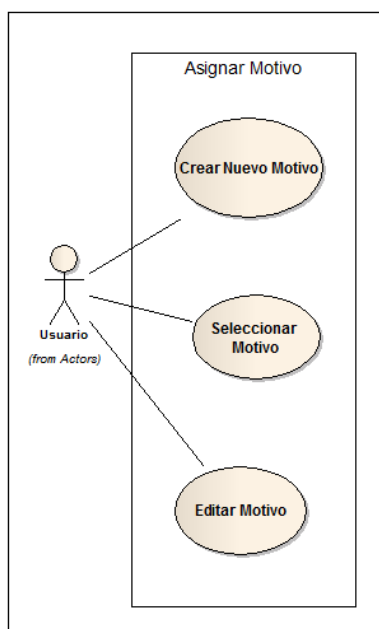 Asignar Motivo
Crear Nuevo Motivo
Usuario
(from Actors)
Seleccionar
Motivo
Editar Motivo